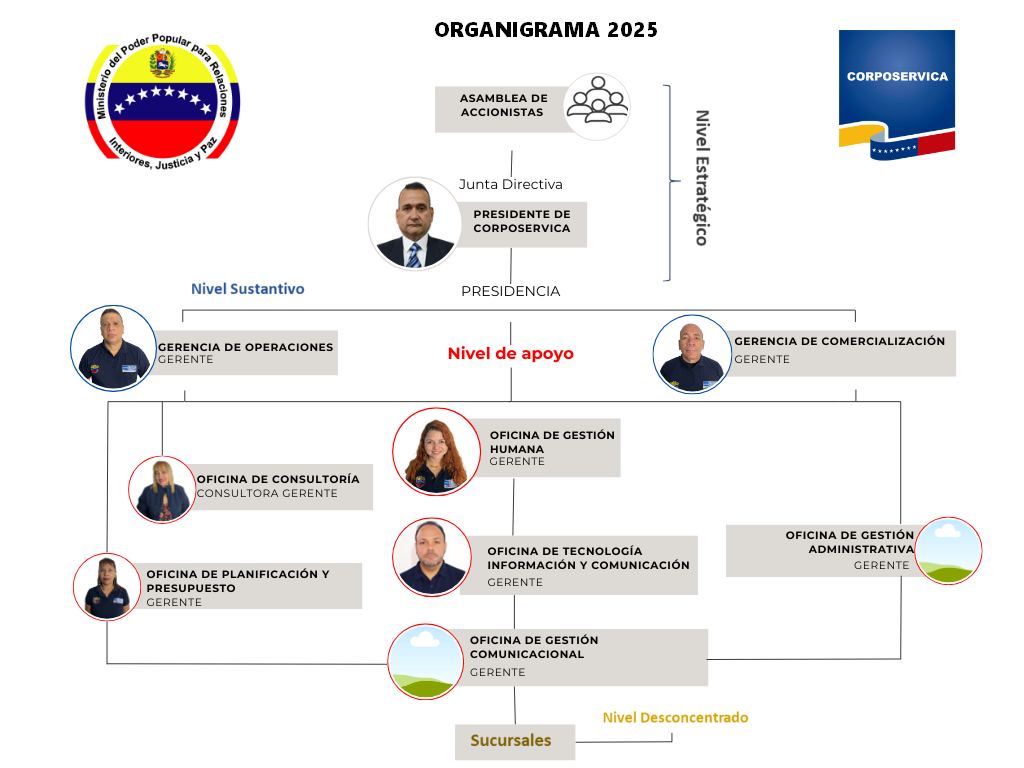 ORGANIGRAMA 2025
Ministerio del Poder Popular para Relaciones
Interiores, Justicia y Paz
CORPOSERVICA
ASAMBLEA DE
ACCIONISTAS
Nivel Estratégico
Junta Directiva
PRESIDENTE DE
CORPOSERVICA
PRESIDENCIA
Nivel Sustantivo
GERENCIA DE OPERACIONES
GERENTE
Nivel de apoyo
GERENCIA DE COMERCIALIZACIÓN
GERENTE
OFICINA DE GESTIÓN
HUMANA
GERENTE
OFICINA DE CONSULTORÍA
CONSULTORA GERENTE
OFICINA DE TECNOLOGÍA
INFORMACIÓN Y COMUNICACIÓN
GERENTE
OFICINA DE GESTIÓN
ADMINISTRATIVA
GERENTE
OFICINA DE PLANIFICACIÓN Y
PRESUPUESTO
GERENTE
OFICINA DE GESTIÓN
COMUNICACIONAL
GERENTE
Nivel Desconcentrado
Sucursales